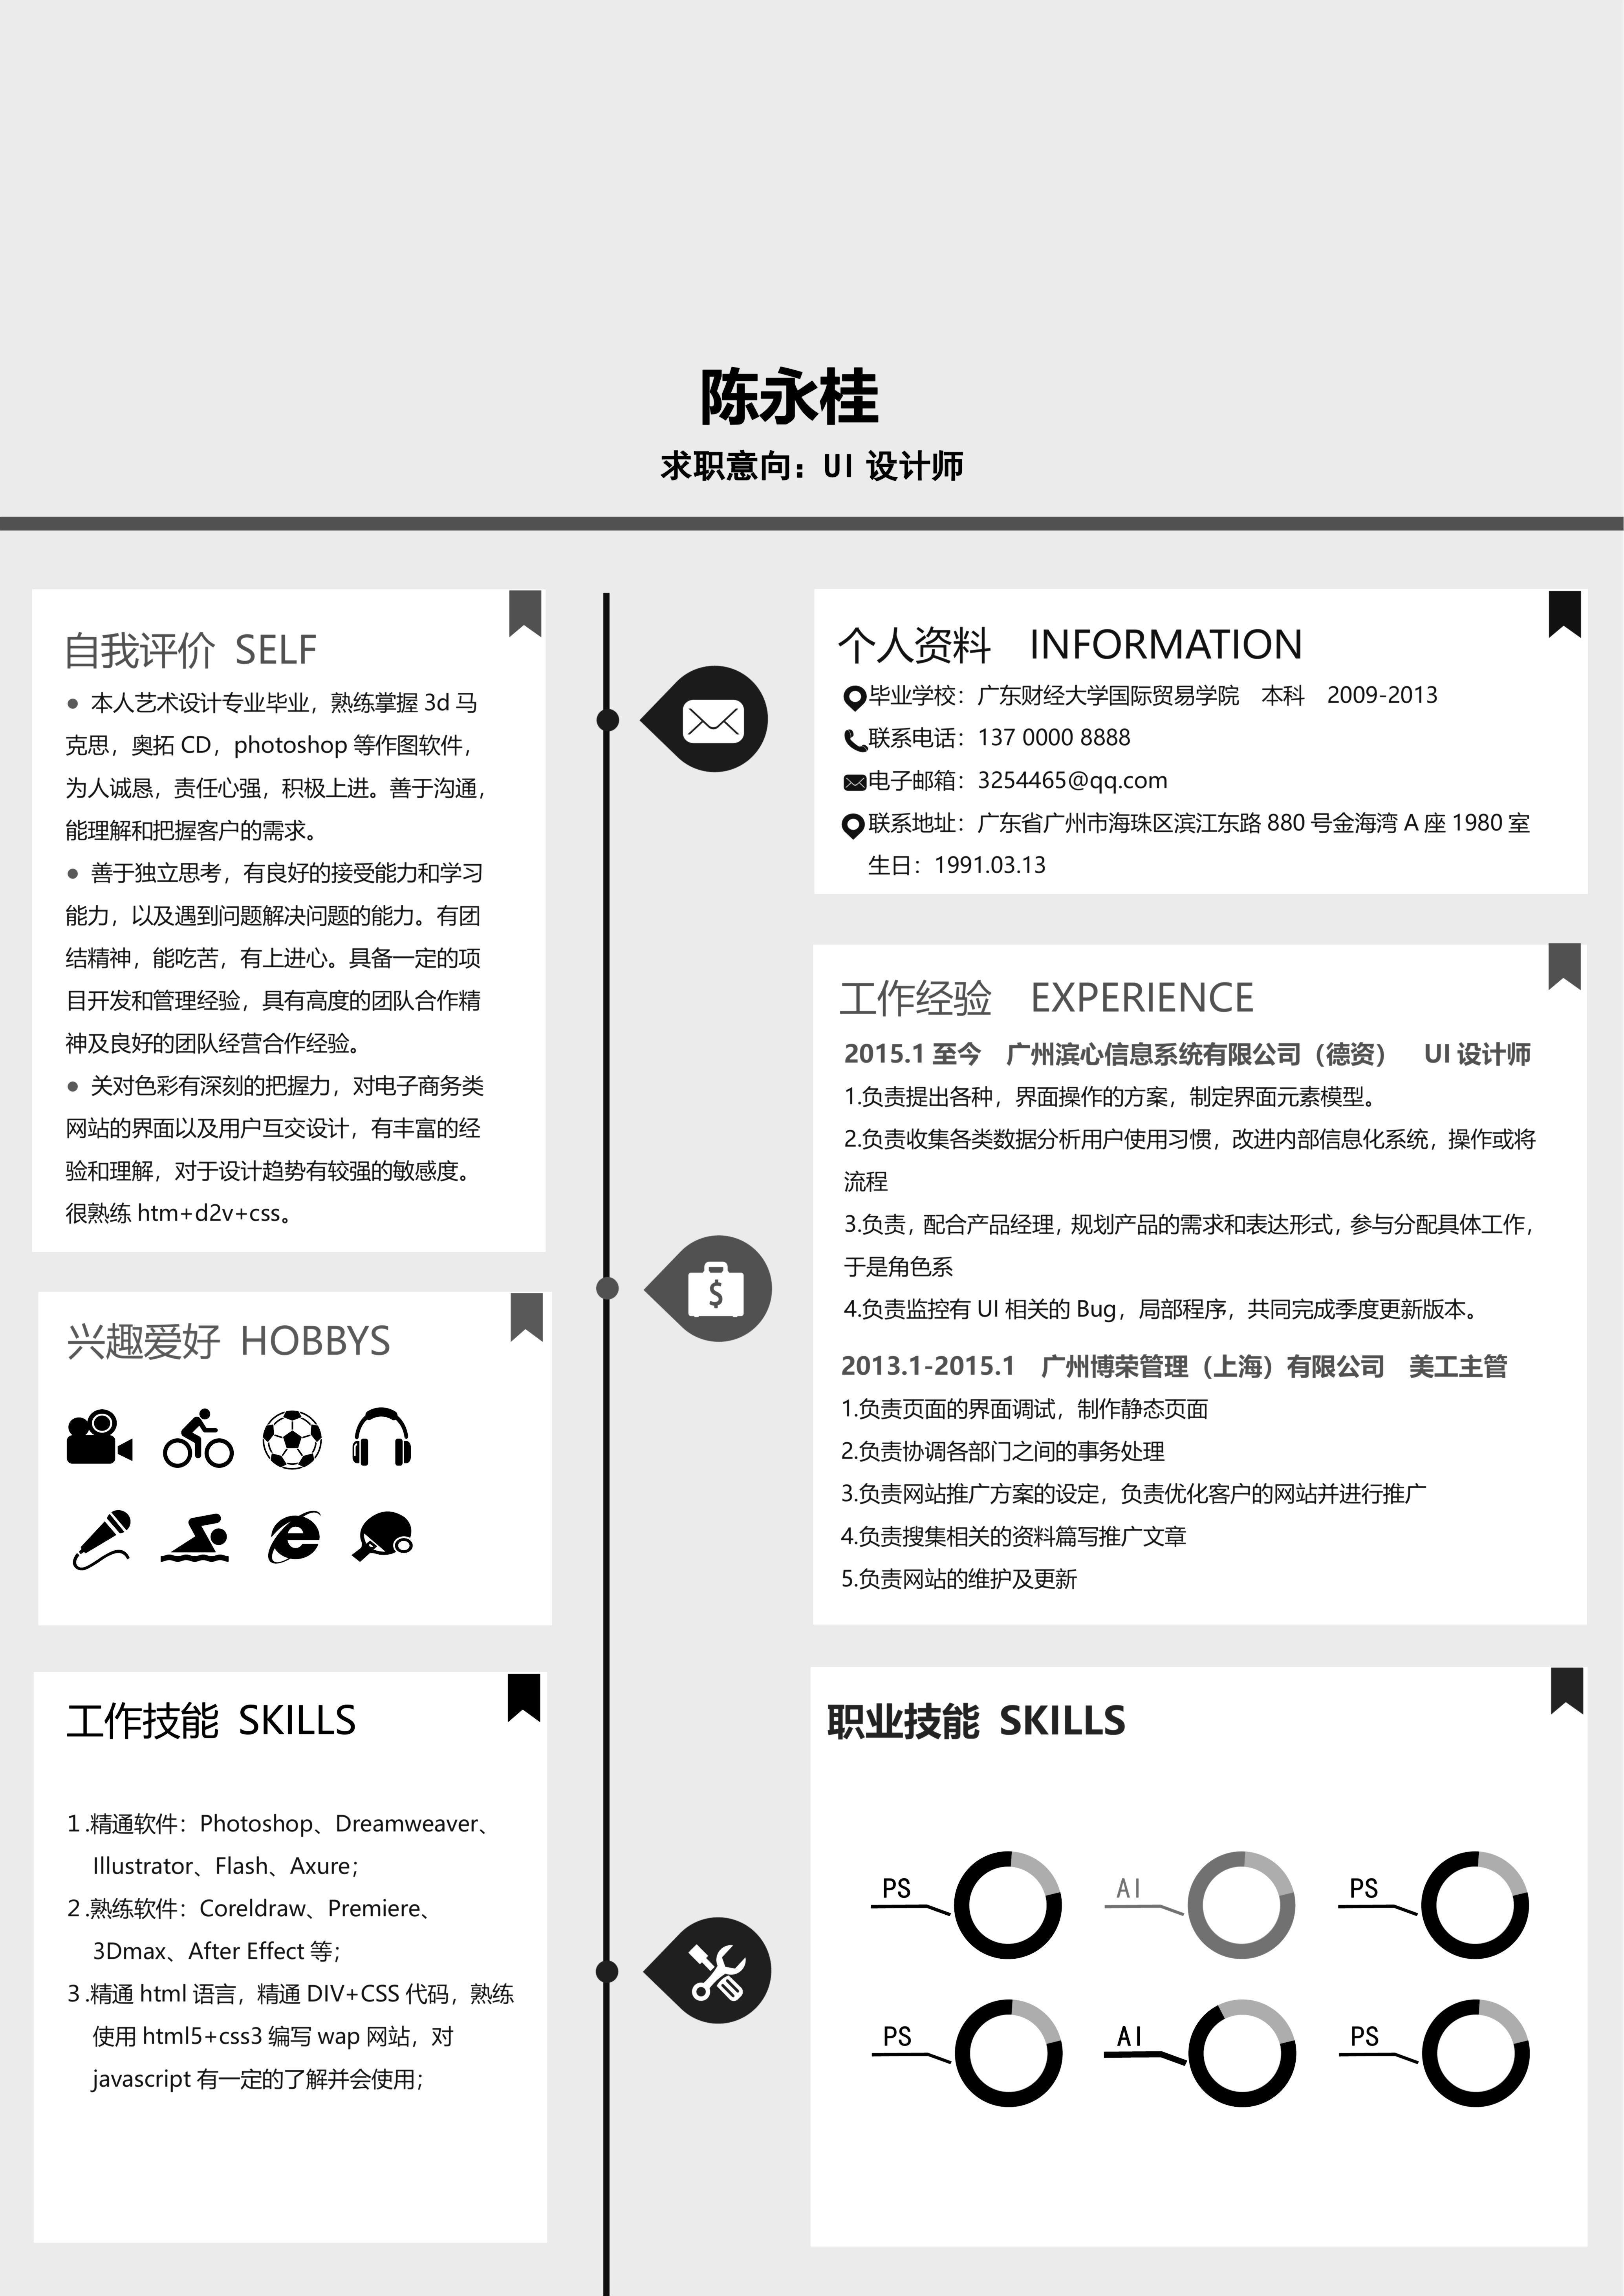 陈永桂
求职意向：UI 设计师
自我评价 SELF
● 本人艺术设计专业毕业，熟练掌握 3d 马
克思，奥拓 CD，photoshop 等作图软件，
为人诚恳，责任心强，积极上进。善于沟通，
能理解和把握客户的需求。
● 善于独立思考，有良好的接受能力和学习
能力，以及遇到问题解决问题的能力。有团
结精神，能吃苦，有上进心。具备一定的项
目开发和管理经验，具有高度的团队合作精
神及良好的团队经营合作经验。
● 关对色彩有深刻的把握力，对电子商务类
网站的界面以及用户互交设计，有丰富的经
验和理解，对于设计趋势有较强的敏感度。
很熟练 htm+d2v+css。
兴趣爱好 HOBBYS
工作技能 SKILLS
1.精通软件：Photoshop、Dreamweaver、
Illustrator、Flash、Axure；
2.熟练软件：Coreldraw、Premiere、
3Dmax、After Effect 等；
3.精通 html 语言，精通 DIV+CSS 代码，熟练
使用 html5+css3 编写 wap 网站，对
javascript 有一定的了解并会使用；
个人资料 INFORMATION
毕业学校：广东财经大学国际贸易学院 本科 2009-2013
联系电话：137 0000 8888
电子邮箱：3254465@qq.com
联系地址：广东省广州市海珠区滨江东路 880 号金海湾 A 座 1980 室
生日：1991.03.13
工作经验 EXPERIENCE
2015.1 至今 广州滨心信息系统有限公司（德资） UI 设计师
1.负责提出各种，界面操作的方案，制定界面元素模型。
2.负责收集各类数据分析用户使用习惯，改进内部信息化系统，操作或将
流程
3.负责，配合产品经理，规划产品的需求和表达形式，参与分配具体工作，
于是角色系
4.负责监控有 UI 相关的 Bug，局部程序，共同完成季度更新版本。
2013.1-2015.1 广州博荣管理（上海）有限公司 美工主管
1.负责页面的界面调试，制作静态页面
2.负责协调各部门之间的事务处理
3.负责网站推广方案的设定，负责优化客户的网站并进行推广
4.负责搜集相关的资料篇写推广文章
5.负责网站的维护及更新
职业技能 SKILLS
PS AI PS
PS AI PS